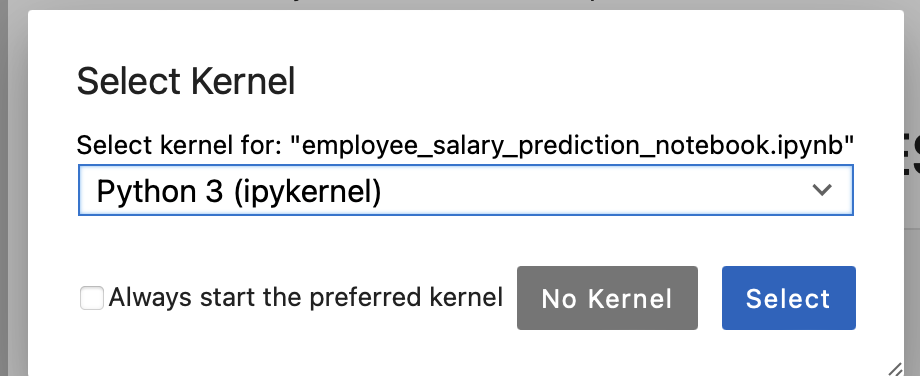 Select Kernel
Select kernel for: "employee_salary_prediction_notebook.ipynb"
Python 3 (ipykernel)
Always start the preferred kernel
No Kernel
Select